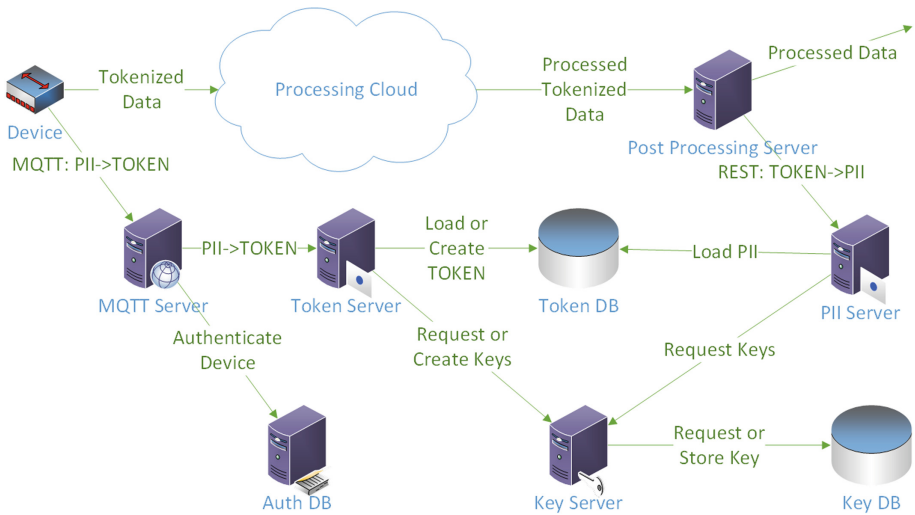 Tokenized
Data
Processing Cloud
Processed
Tokenized
Data
Processed Data
Device
Post Processing Server
MQTT: PII->TOKEN
REST: TOKEN->PII
PII->TOKEN
Load or
Create
TOKEN
Load PII
MQTT Server
Token Server
Token DB
PII Server
Authenticate
Device
Request or
Create Keys
Request Keys
Request or
Store Key
Auth DB
Key Server
Key DB